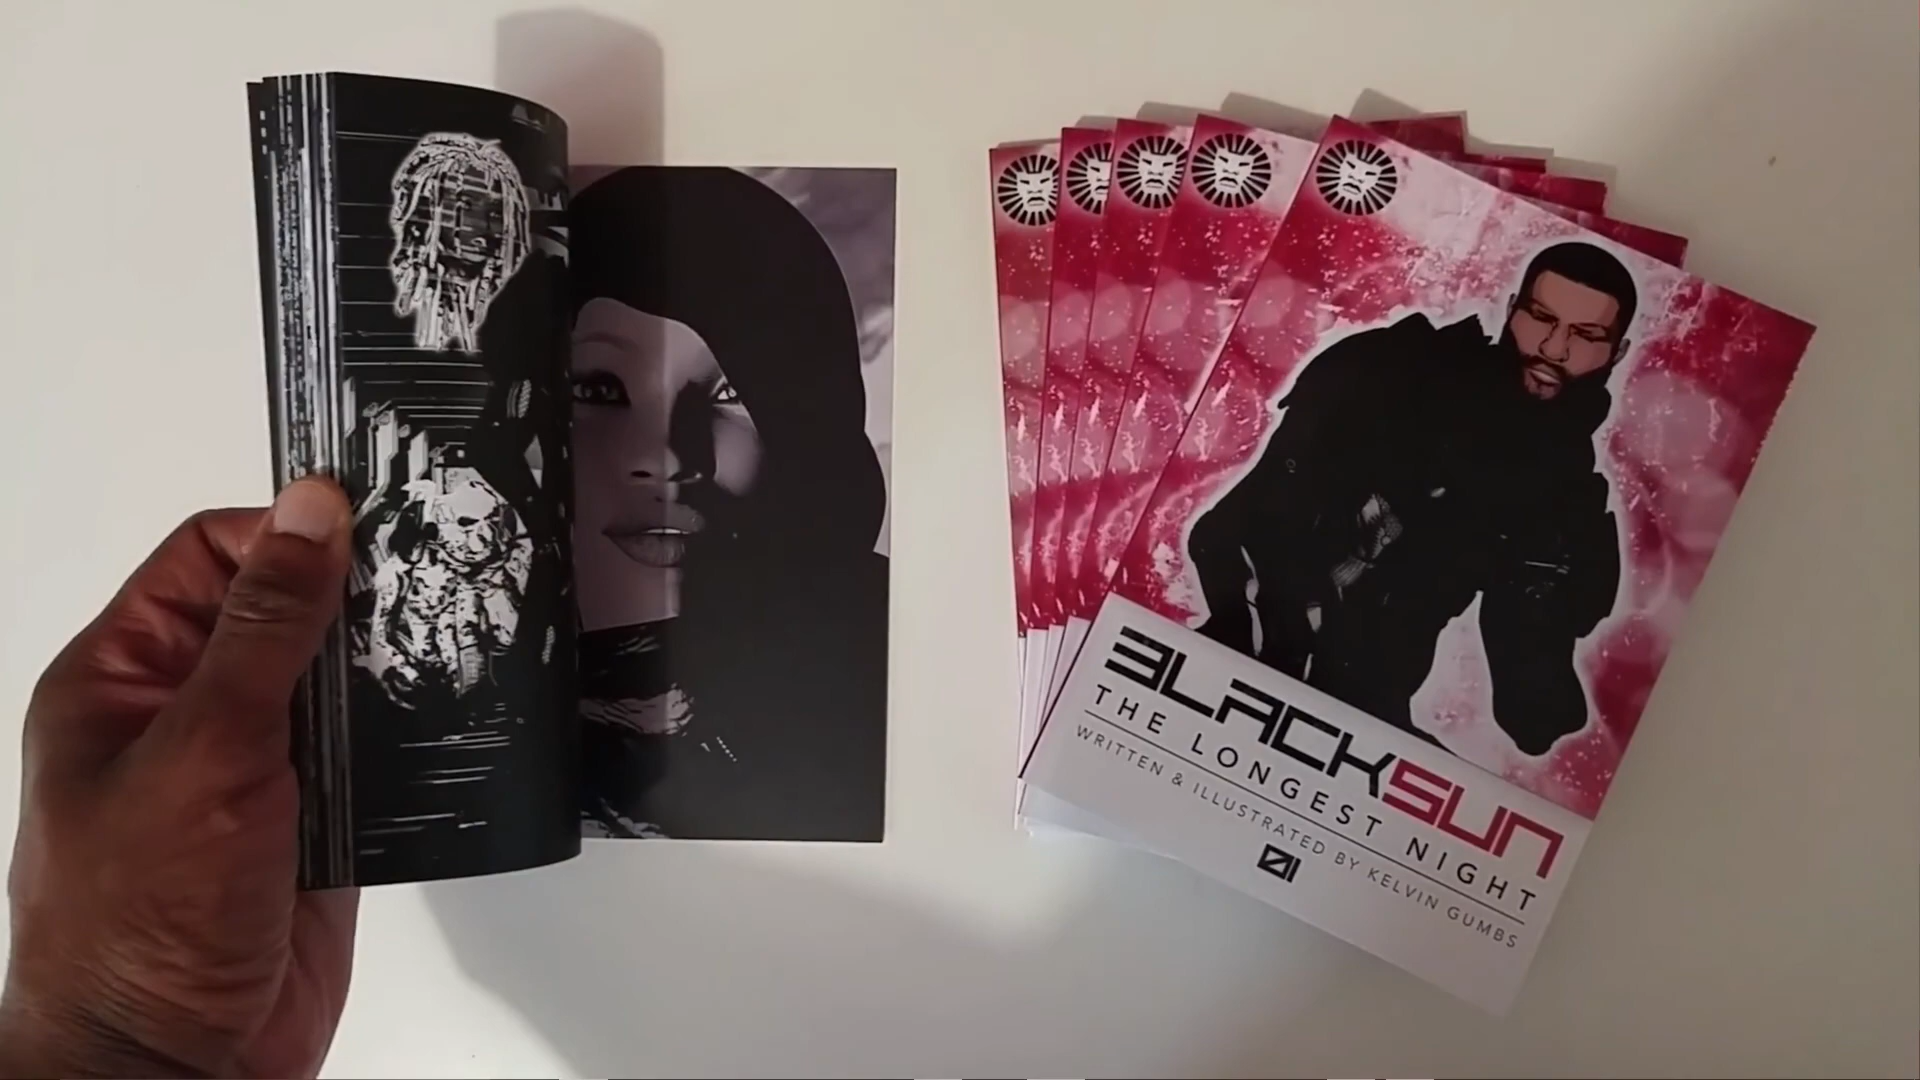 BLACKSUN
THE LONGEST NIGHT
WRITTEN & ILLUSTRATED BY KELVIN GUMBS
01